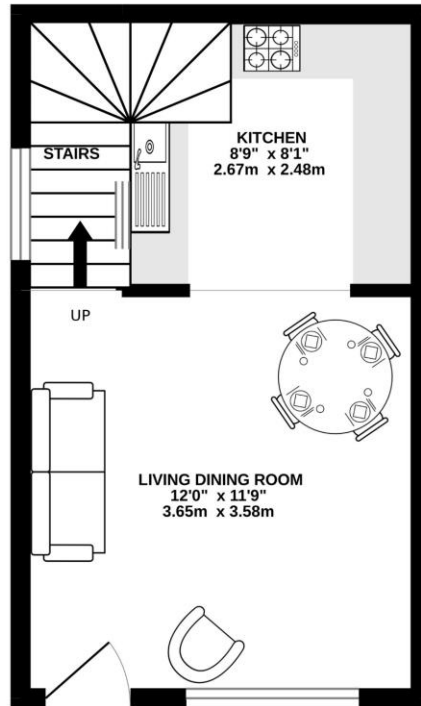 KITCHEN
8'9" x 8'1"
2.67m x 2.48m
STAIRS
UP
LIVING DINING ROOM
12'0" x 11'9"
3.65m x 3.58m